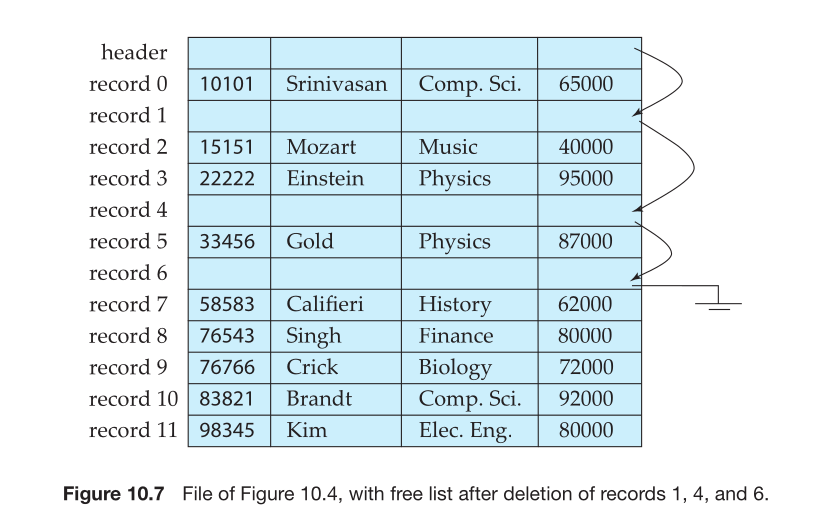 header
record 0 10101 Srinivasan Comp. Sci. 65000
record 1
record 2 15151 Mozart Music 40000
record 3 22222 Einstein Physics 95000
record 4
record 5 33456 Gold Physics 87000
record 6
record 7 58583 Califieri History 62000
record 8 76543 Singh Finance 80000
record 9 76766 Crick Biology 72000
record 10 83821 Brandt Comp. Sci. 92000
record 11 98345 Kim Elec. Eng. 80000
Figure 10.7 File of Figure 10.4, with free list after deletion of records 1, 4, and 6.